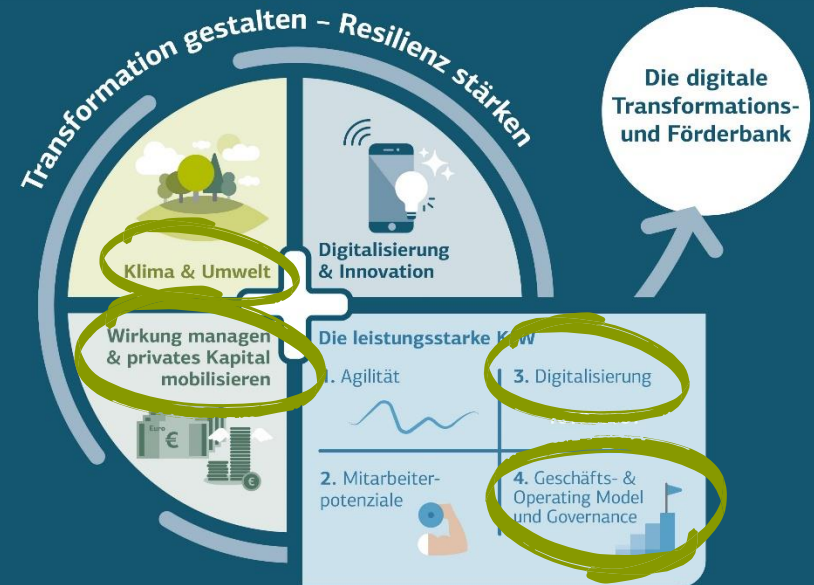 Transformation gestalten – Resilienz stärken
Die digitale
Transformations-
und Förderbank
Klima & Umwelt
Digitalisierung
& Innovation
Wirkung managen
& privates Kapital
mobilisieren
Euro
€
€
Die leistungsstarke KfW
1. Agilität
3. Digitalisierung
2. Mitarbeiter-
potenziale
4. Geschäfts- &
Operating Model
und Governance